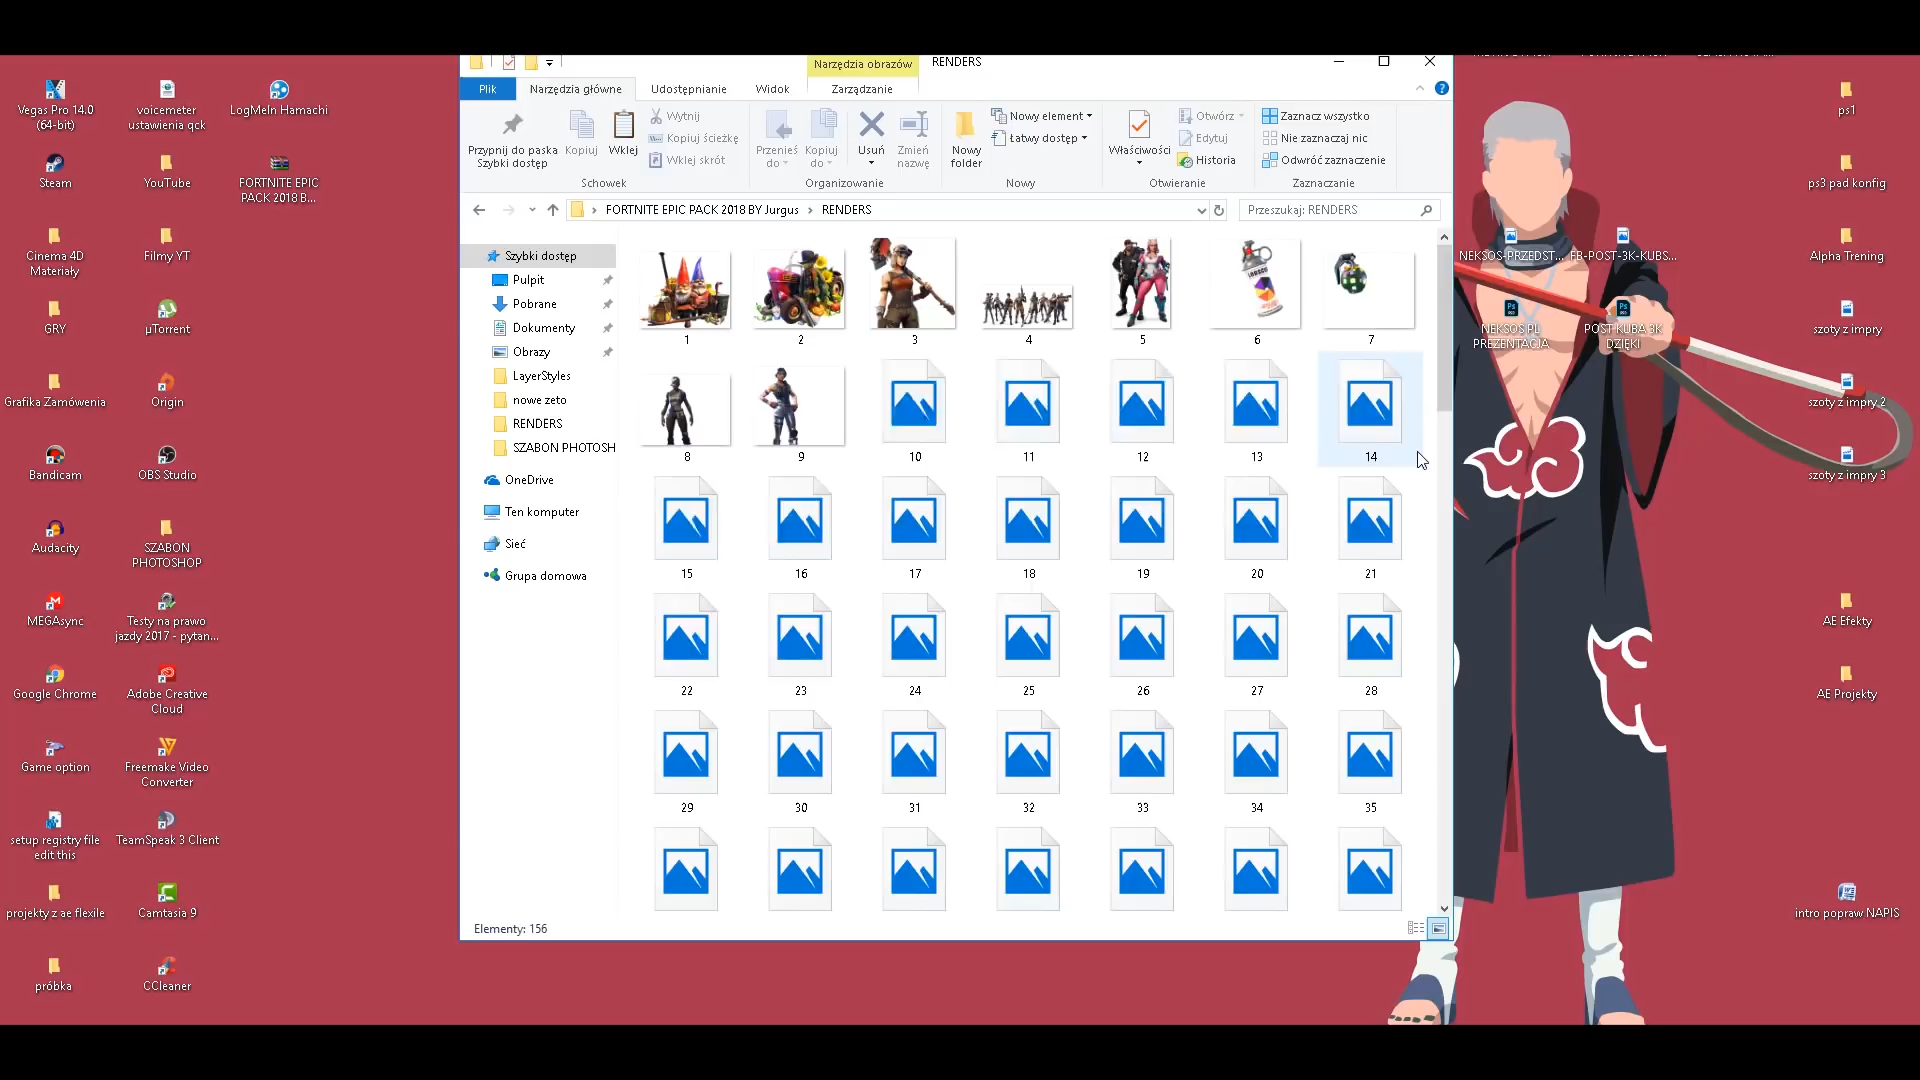 Vegas Pro 14.0
(64-bit)
voicemeter
ustawienia qck
LogMeIn Hamachi
Steam
YouTube
FORTNITE EPIC
PACK 2018 B...
Cinema 4D
Materiały
Filmy YT
GRY
µTorrent
Grafika Zamówienia
Origin
Bandicam
OBS Studio
Audacity
SZABON
PHOTOSHOP
MEGAsync
Testy na prawo
jazdy 2017 - pytan...
Google Chrome
Adobe Creative
Cloud
Game option
Freemake Video
Converter
setup registry file
edit this
TeamSpeak 3 Client
projekty z ae flexile
Camtasia 9
próbka
CCleaner
Narzędzia obrazów
RENDERS
Plik
Narzędzia główne
Udostępnianie
Widok
Zarządzanie
Przypnij do paska
Szybki dostęp
Kopiuj
Wklej
Wytnij
Kopiuj ścieżkę
Wklej skrót
Schowek
Przenieś
do
Kopiuj
do
Usuń
Zmień
nazwę
Organizowanie
Nowy
folder
Nowy element
Łatwy dostęp
Nowy
Właściwości
Otwórz
Edytuj
Historia
Otwieranie
Zaznacz wszystko
Nie zaznaczaj nic
Odwróć zaznaczenie
Zaznaczanie
FORTNITE EPIC PACK 2018 BY Jurgus > RENDERS
Przeszukaj: RENDERS
Szybki dostęp
Pulpit
Pobrane
Dokumenty
Obrazy
LayerStyles
nowe zeto
RENDERS
SZABON PHOTOSH
OneDrive
Ten komputer
Sieć
Grupa domowa
1 2 3 4 5 6 7
8 9 10 11 12 13 14
15 16 17 18 19 20 21
22 23 24 25 26 27 28
29 30 31 32 33 34 35
Elementy: 156
NEKSOS-PRZEDST...
FB-POST-3K-KUBS...
NEKSOS PL
PREZENTACJA
POST KUBA 3K
DZIĘKI
ps1
ps3 pad konfig
Alpha Trening
szoty z impry
szoty z impry 2
szoty z impry 3
AE Efekty
AE Projekty
intro popraw NAPIS